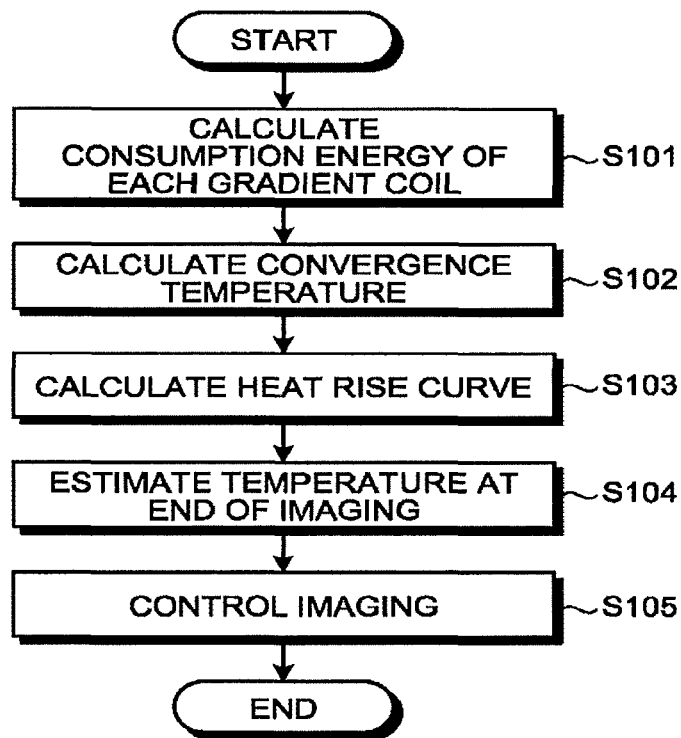 START
CALCULATE
CONSUMPTION ENERGY OF
EACH GRADIENT COIL
S101
CALCULATE CONVERGENCE
TEMPERATURE
S102
CALCULATE HEAT RISE CURVE
S103
ESTIMATE TEMPERATURE AT
END OF IMAGING
S104
CONTROL IMAGING
S105
END